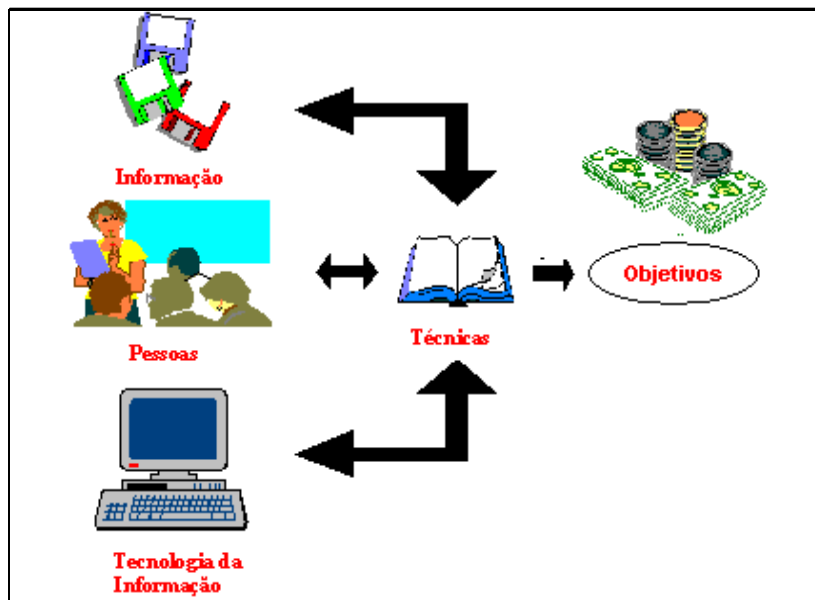 Informação
Objetivos
Pessoas
Técnicas
Tecnologia da
Informação